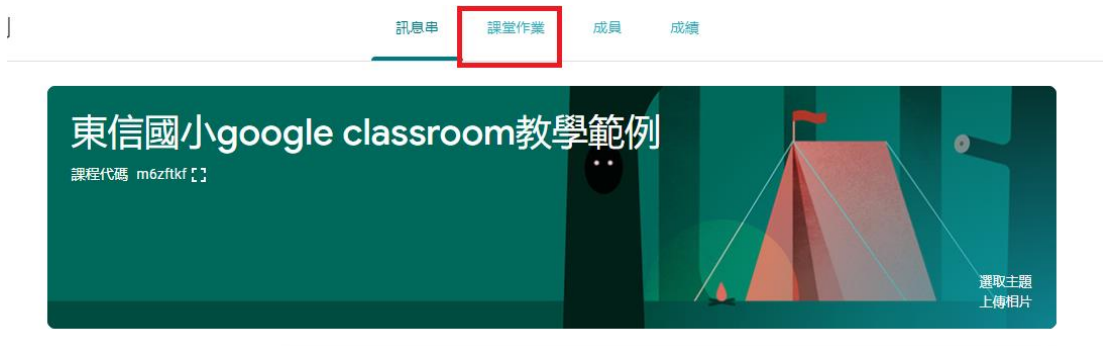 訊息串 課堂作業 成員 成績
東信國小google classroom教學範例
課程代碼 m6zftkf
選取主題
上傳相片